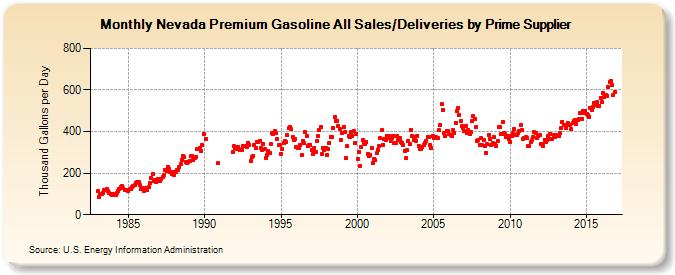 Monthly Nevada Premium Gasoline All Sales/Deliveries by Prime Supplier
Thousand Gallons per Day
800
600
400
200
0
1985 1990 1995 2000 2005 2010 2015
Source: U.S. Energy Information Administration